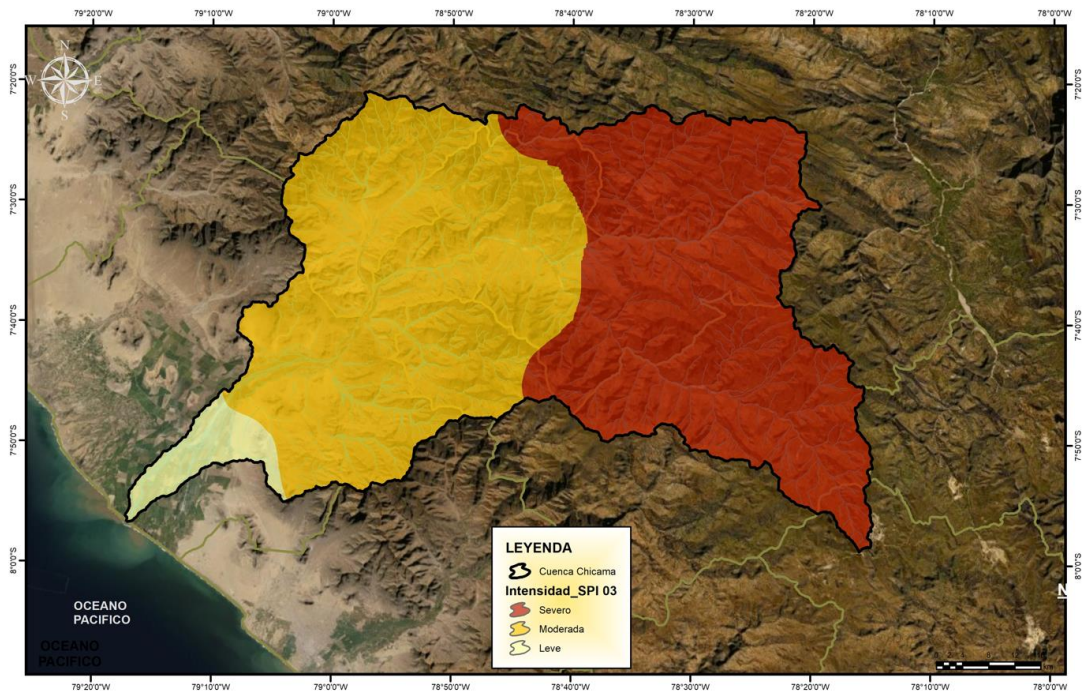 79°20'0"W 79°10'0"W 79°0'0"W 78°50'0"W 78°40'0"W 78°30'0"W 78°20'0"W 78°10'0"W 78°0'0"W
N
W E
S
7°20'0"S 7°20'0"S
7°30'0"S 7°30'0"S
7°40'0"S 7°40'0"S
7°50'0"S 7°50'0"S
8°0'0"S 8°0'0"S
LEYENDA
Cuenca Chicama
Intensidad_SPI 03
Severo
Moderada
Leve
N
OCEANO
PACIFICO
OCEANO
PACIFICO
79°20'0"W 79°10'0"W 79°0'0"W 78°50'0"W 78°40'0"W 78°30'0"W 78°20'0"W 78°10'0"W 78°0'0"W